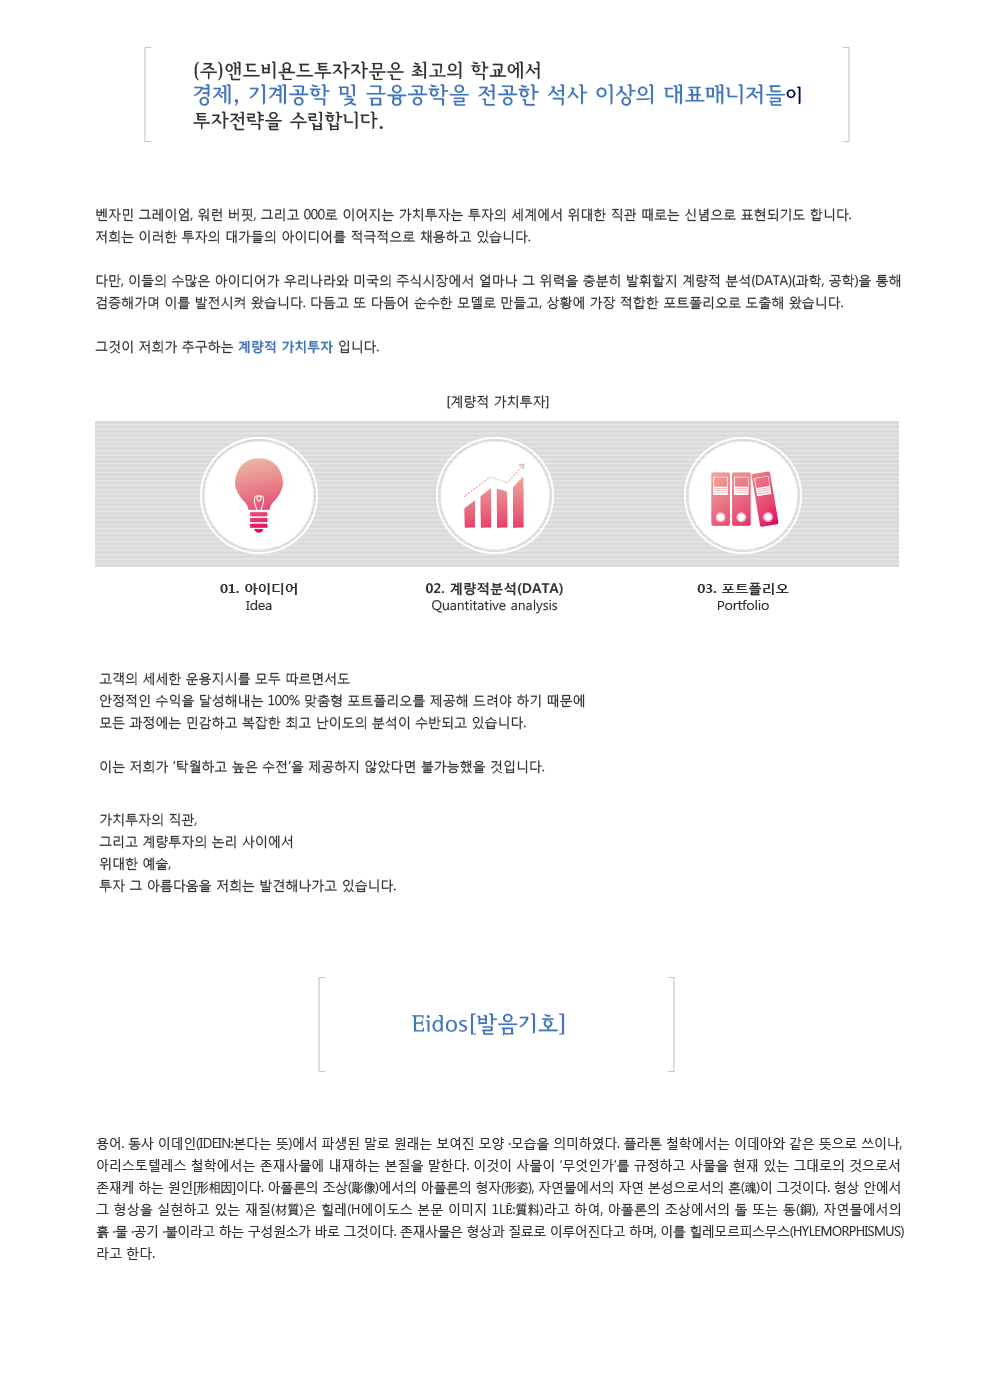 (주)앤드비욘드투자자문은 최고의 학교에서
경제, 기계공학 및 금융공학을 전공한 석사 이상의 대표매니저들이
투자전략을 수립합니다.
벤자민 그레이엄, 워런 버핏, 그리고 000로 이어지는 가치투자는 투자의 세계에서 위대한 직관 때로는 신념으로 표현되기도 합니다.
저희는 이러한 투자의 대가들의 아이디어를 적극적으로 채용하고 있습니다.
다만, 이들의 수많은 아이디어가 우리나라와 미국의 주식시장에서 얼마나 그 위력을 충분히 발휘할지 계량적 분석(DATA)(과학, 공학)을 통해
검증해가며 이를 발전시켜 왔습니다. 다듬고 또 다듬어 순수한 모델로 만들고, 상황에 가장 적합한 포트폴리오로 도출해 왔습니다.
그것이 저희가 추구하는 계량적 가치투자 입니다.
[계량적 가치투자]
01. 아이디어
Idea
02. 계량적분석(DATA)
Quantitative analysis
03. 포트폴리오
Portfolio
고객의 세세한 운용지시를 모두 따르면서도
안정적인 수익을 달성해내는 100% 맞춤형 포트폴리오를 제공해 드려야 하기 때문에
모든 과정에는 민감하고 복잡한 최고 난이도의 분석이 수반되고 있습니다.
이는 저희가 ‘탁월하고 높은 수전’을 제공하지 않았다면 불가능했을 것입니다.
가치투자의 직관,
그리고 계량투자의 논리 사이에서
위대한 예술,
투자 그 아름다움을 저희는 발견해나가고 있습니다.
Eidos[발음기호]
용어. 동사 이데인(IDEIN:본다는 뜻)에서 파생된 말로 원래는 보여진 모양 ·모습을 의미하였다. 플라톤 철학에서는 이데아와 같은 뜻으로 쓰이나,
아리스토텔레스 철학에서는 존재사물에 내재하는 본질을 말한다. 이것이 사물이 ‘무엇인가’를 규정하고 사물을 현재 있는 그대로의 것으로서
존재케 하는 원인[形相因]이다. 아폴론의 조상(彫像)에서의 아폴론의 형자(形姿), 자연물에서의 자연 본성으로서의 혼(魂)이 그것이다. 형상 안에서
그 형상을 실현하고 있는 재질(材質)은 힐레(H에이도스 본문 이미지 1LE:質料)라고 하여, 아폴론의 조상에서의 돌 또는 동(銅), 자연물에서의
흙 ·물 ·공기 ·불이라고 하는 구성원소가 바로 그것이다. 존재사물은 형상과 질료로 이루어진다고 하며, 이를 힐레모르피스무스(HYLEMORPHISMUS)
라고 한다.